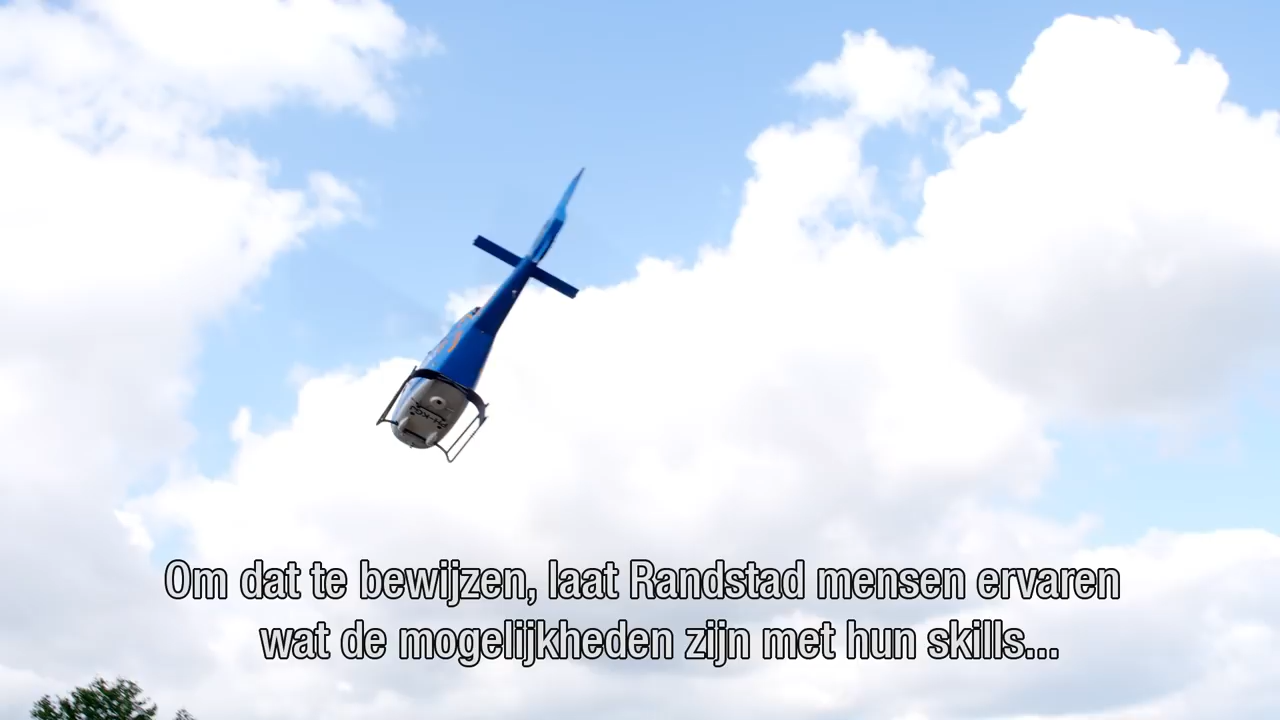 Om dat te bewijzen, laat Randstad mensen ervaren
wat de mogelijkheden zijn met hun skills...